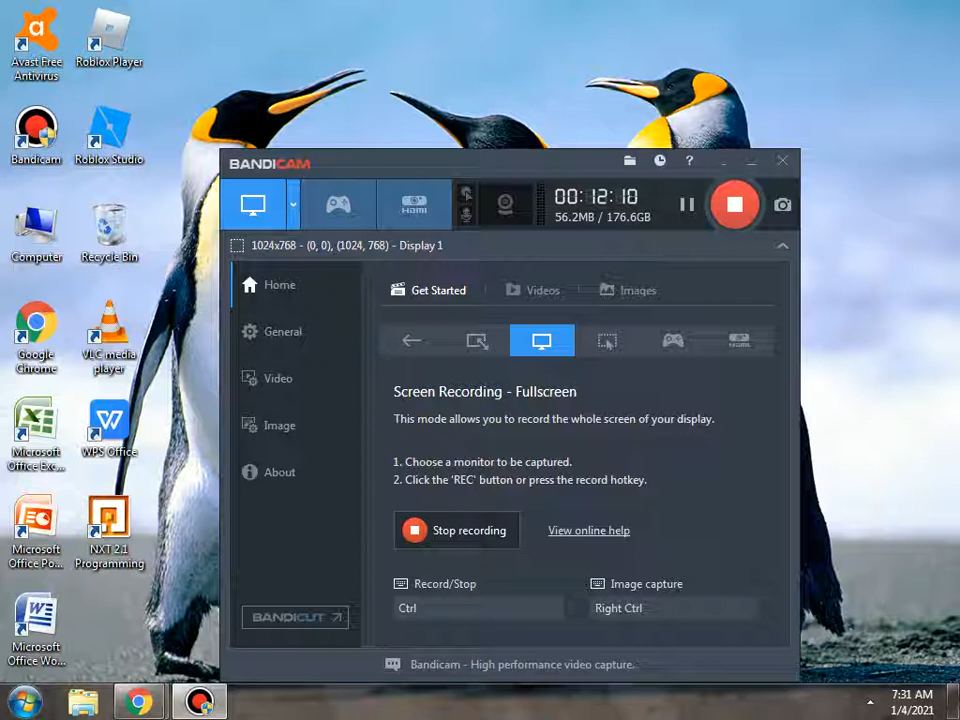 Avast Free
Antivirus
Roblox Player
Bandicam
Roblox Studio
Computer
Recycle Bin
Google
Chrome
VLC media
player
Microsoft
Office Exc...
WPS Office
Microsoft
Office Po...
NXT 2.1
Programming
Microsoft
Office Wo...
BANDICAM
?
HDMI
00:12:10
56.2MB / 176.6GB
1024x768 - (0, 0), (1024, 768) - Display 1
Home
General
Video
Image
About
BANDICUT
Get Started
Videos
Images
HDMI
Screen Recording - Fullscreen
This mode allows you to record the whole screen of your display.
1. Choose a monitor to be captured.
2. Click the 'REC' button or press the record hotkey.
Stop recording
View online help
Record/Stop
Image capture
Ctrl
Right Ctrl
Bandicam - High performance video capture.
7:31 AM
1/4/2021